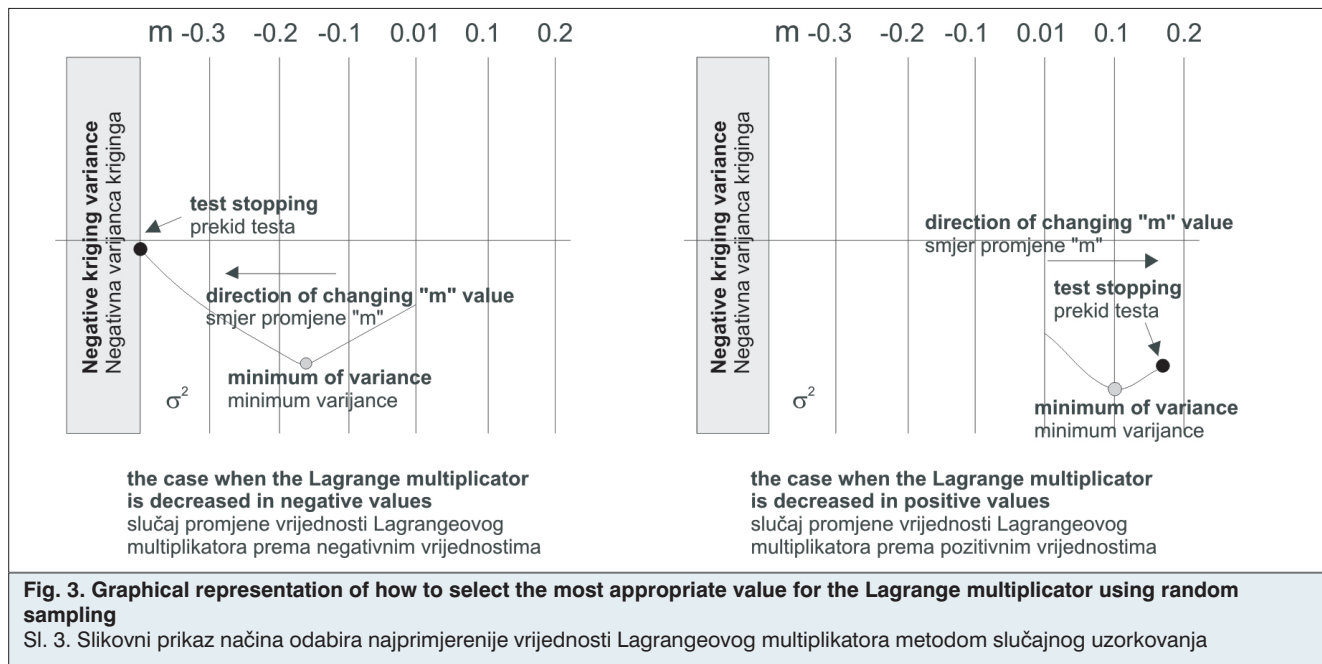 m -0.3 -0.2 -0.1 0.01 0.1 0.2
Negative kriging variance
Negativna varijanca kriginga
test stopping
prekid testa
direction of changing "m" value
smjer promjene "m"
minimum of variance
minimum varijance
σ²
the case when the Lagrange multiplicator
is decreased in negative values
slučaj promjene vrijednosti Lagrangeovog
multiplikatora prema negativnim vrijednostima
m -0.3 -0.2 -0.1 0.01 0.1 0.2
Negative kriging variance
Negativna varijanca kriginga
direction of changing "m" value
smjer promjene "m"
test stopping
prekid testa
σ²
minimum of variance
minimum varijance
the case when the Lagrange multiplicator
is decreased in positive values
slučaj promjene vrijednosti Lagrangeovog
multiplikatora prema pozitivnim vrijednostima
Fig. 3. Graphical representation of how to select the most appropriate value for the Lagrange multiplicator using random
sampling
Sl. 3. Slikovni prikaz načina odabira najprimjerenije vrijednosti Lagrangeovog multiplikatora metodom slučajnog uzorkovanja